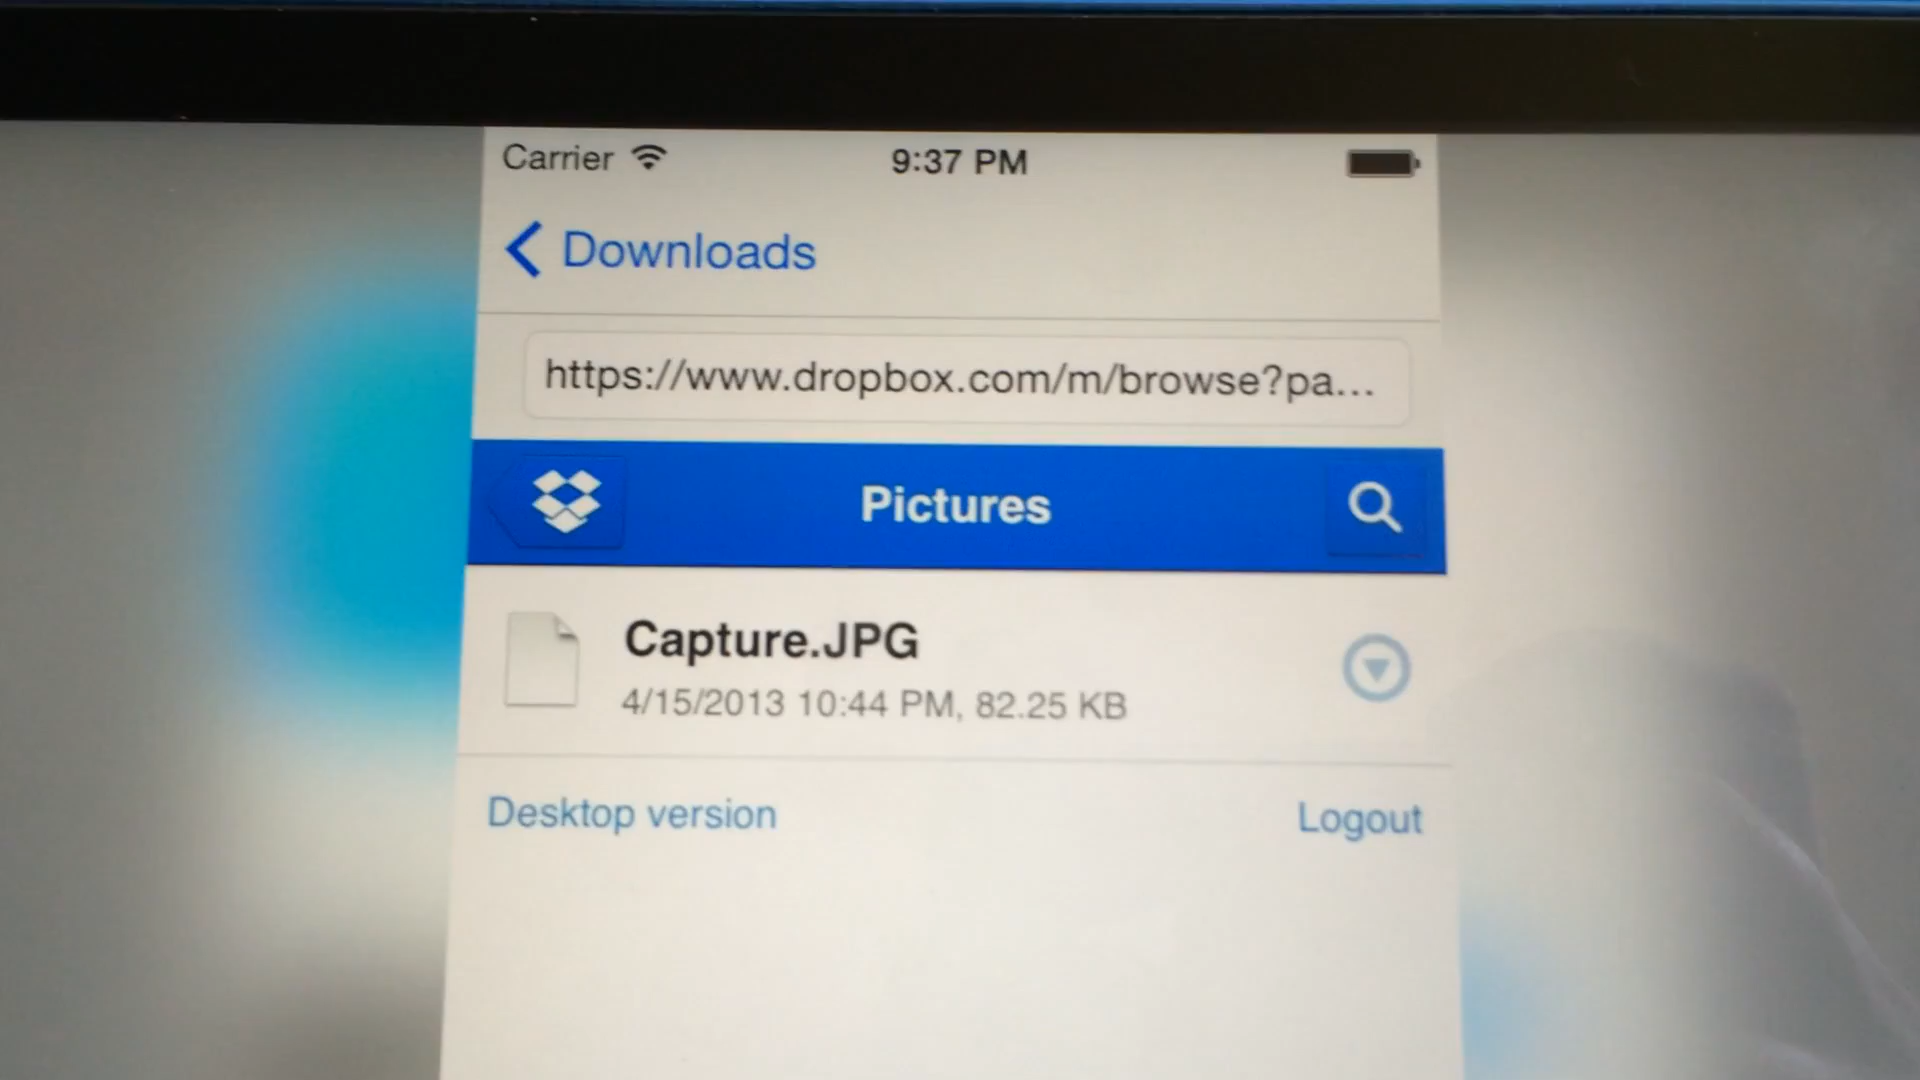 Carrier 9:37 PM
Downloads
https://www.dropbox.com/m/browse?pa...
Pictures
Capture.JPG
4/15/2013 10:44 PM, 82.25 KB
Desktop version Logout